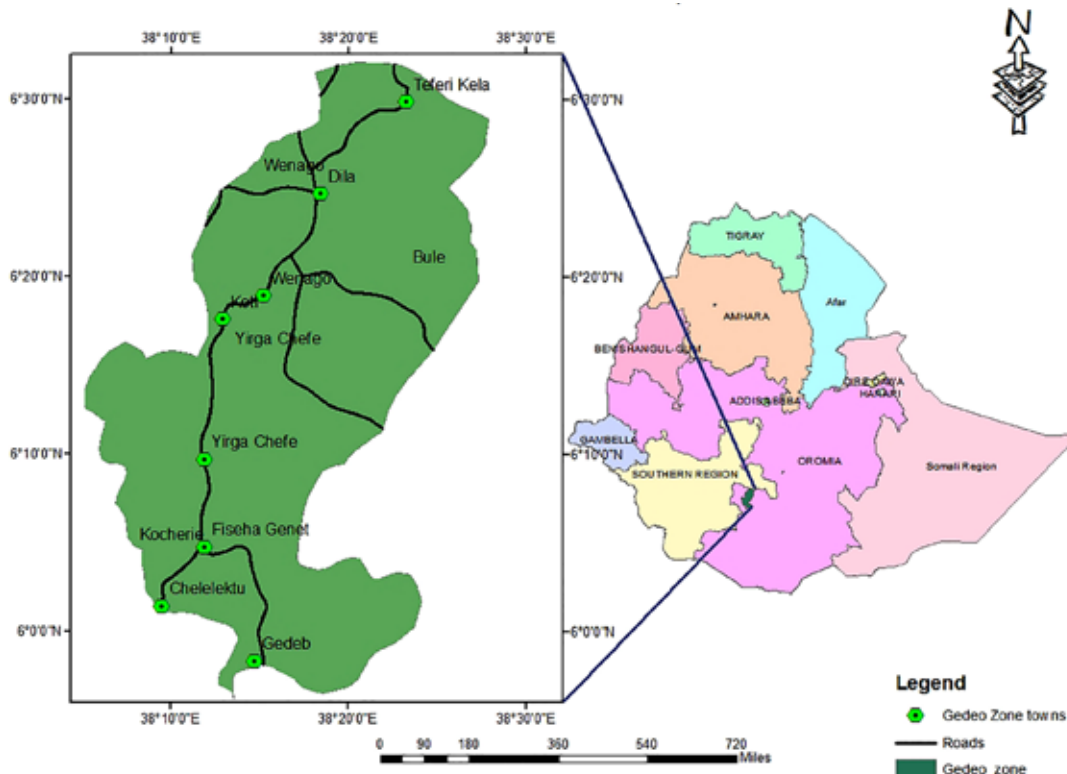 38°10'0"E
38°20'0"E
38°30'0"E
N
6°30'0"N
6°30'0"N
Teferi Kela
Wenago
Dila
Bule
6°20'0"N
6°20'0"N
Wenago
Koti
Yirga Chefe
6°10'0"N
6°10'0"N
Yirga Chefe
Kocherie
Fiseha Genet
Chelelektu
6°0'0"N
6°0'0"N
Gedeb
38°10'0"E
38°20'0"E
38°30'0"E
TIGRAY
Afar
AMHARA
BENISHANGUL-GUM
DIRE DAWA
HARARI
ADDIS ABEBA
GAMBELLA
SOUTHERN REGION
OROMIA
Somali Region
Legend
Gedeo Zone towns
Roads
Gedeo_zone
0 90 180 360 540 720
Miles